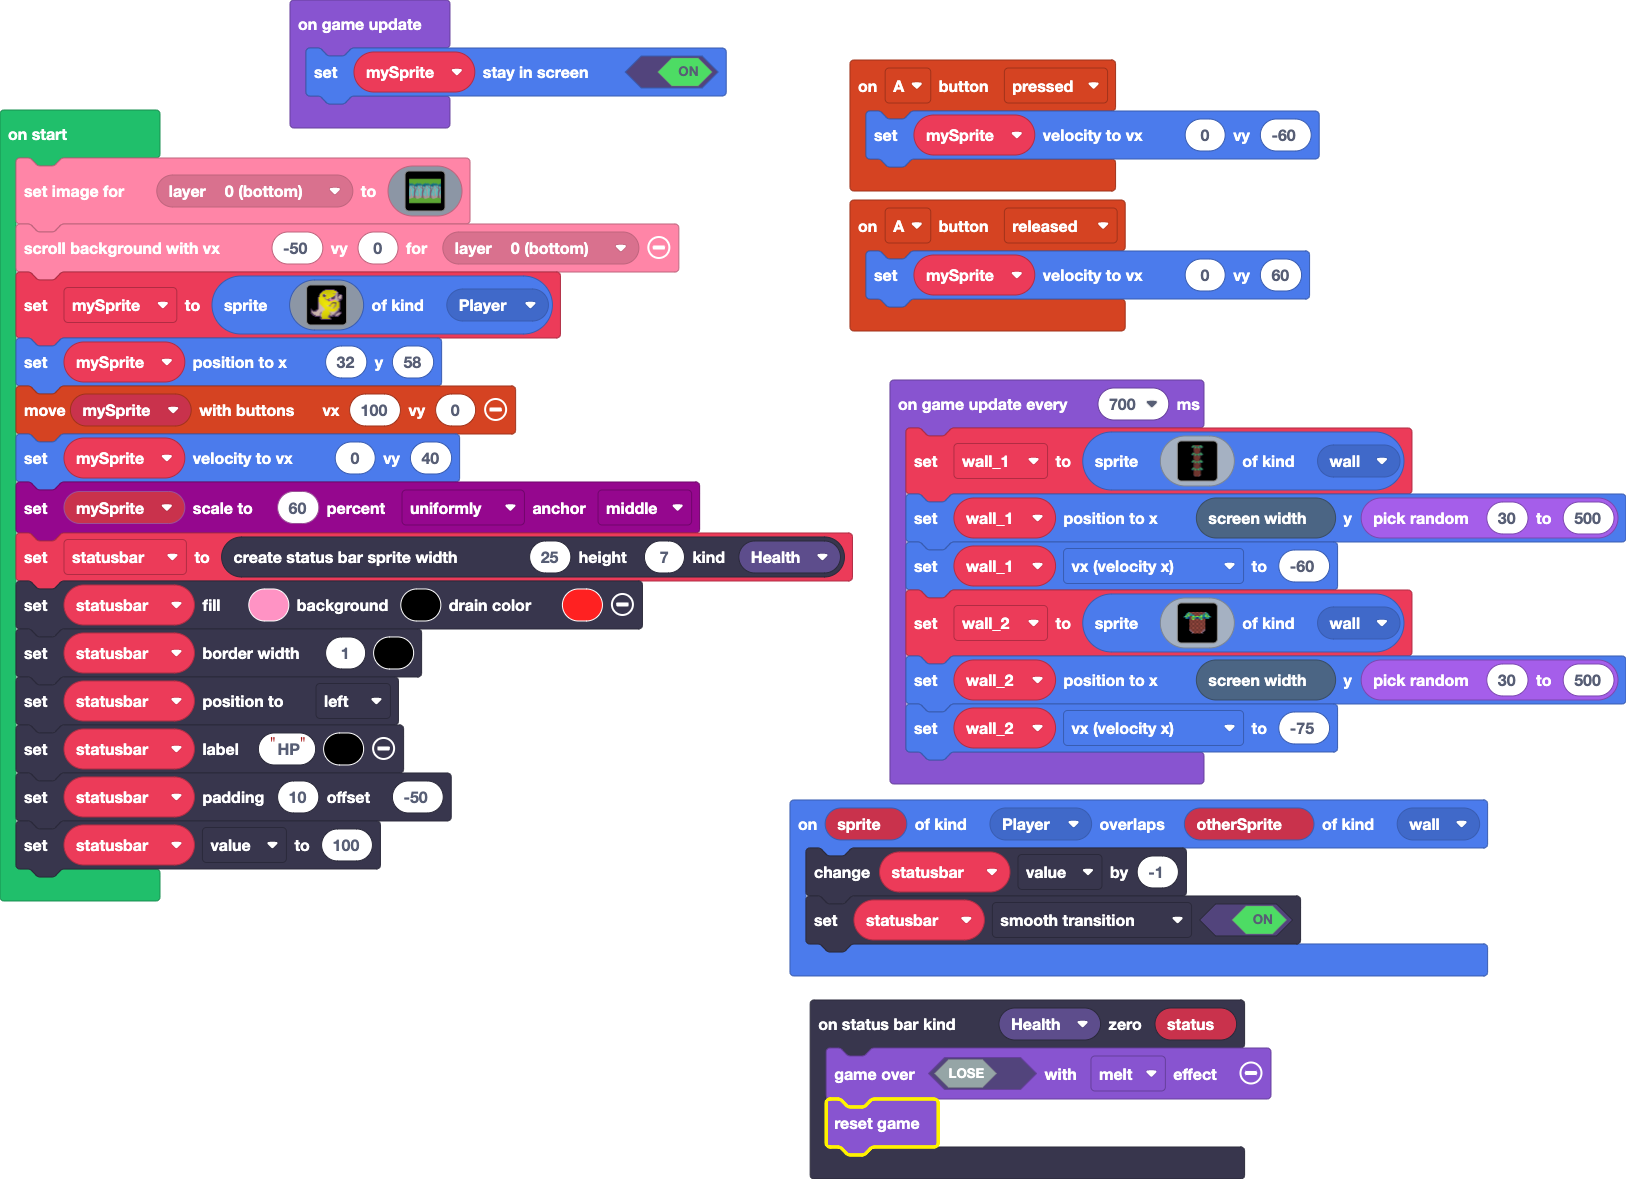 on game update
set mySprite stay in screen ON
on start
set image for layer 0 (bottom) to
scroll background with vx -50 vy 0 for layer 0 (bottom)
set mySprite to sprite of kind Player
set mySprite position to x 32 y 58
move mySprite with buttons vx 100 vy 0
set mySprite velocity to vx 0 vy 40
set mySprite scale to 60 percent uniformly anchor middle
set statusbar to create status bar sprite width 25 height 7 kind Health
set statusbar fill background drain color
set statusbar border width 1
set statusbar position to left
set statusbar label "HP"
set statusbar padding 10 offset -50
set statusbar value to 100
on A button pressed
set mySprite velocity to vx 0 vy -60
on A button released
set mySprite velocity to vx 0 vy 60
on game update every 700 ms
set wall_1 to sprite of kind wall
set wall_1 position to x screen width y pick random 30 to 500
set wall_1 vx (velocity x) to -60
set wall_2 to sprite of kind wall
set wall_2 position to x screen width y pick random 30 to 500
set wall_2 vx (velocity x) to -75
on sprite of kind Player overlaps otherSprite of kind wall
change statusbar value by -1
set statusbar smooth transition ON
on status bar kind Health zero status
game over LOSE with melt effect
reset game